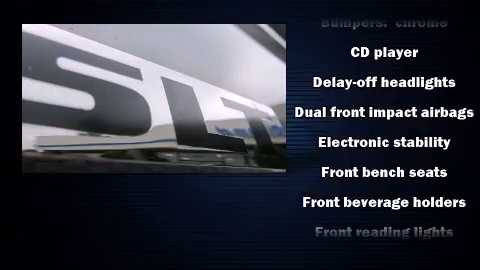 SLT
Bumpers: chrome
CD player
Delay-off headlights
Dual front impact airbags
Electronic stability
Front bench seats
Front beverage holders
Front reading lights